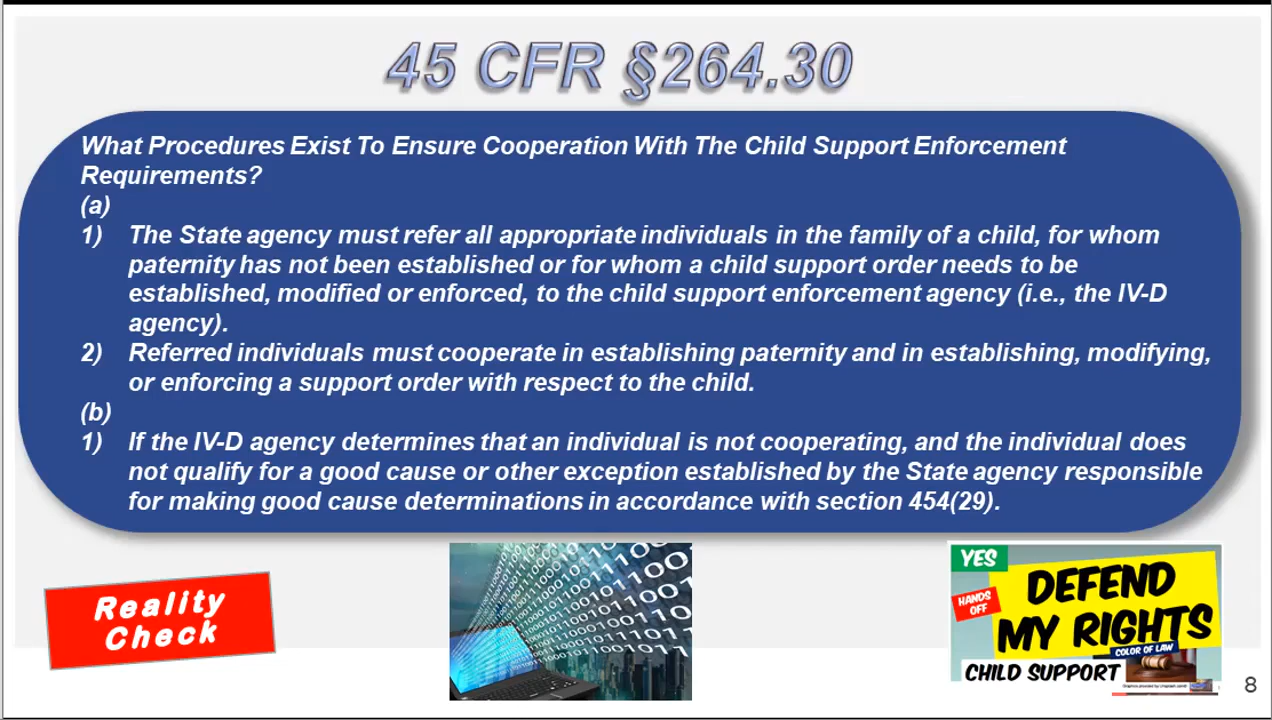 45 CFR §264.30
What Procedures Exist To Ensure Cooperation With The Child Support Enforcement
Requirements?
(a)
1) The State agency must refer all appropriate individuals in the family of a child, for whom
paternity has not been established or for whom a child support order needs to be
established, modified or enforced, to the child support enforcement agency (i.e., the IV-D
agency).
2) Referred individuals must cooperate in establishing paternity and in establishing, modifying,
or enforcing a support order with respect to the child.
(b)
1) If the IV-D agency determines that an individual is not cooperating, and the individual does
not qualify for a good cause or other exception established by the State agency responsible
for making good cause determinations in accordance with section 454(29).
Reality
Check
YES
HANDS
OFF
DEFEND
MY RIGHTS
COLOR OF LAW
CHILD SUPPORT
8